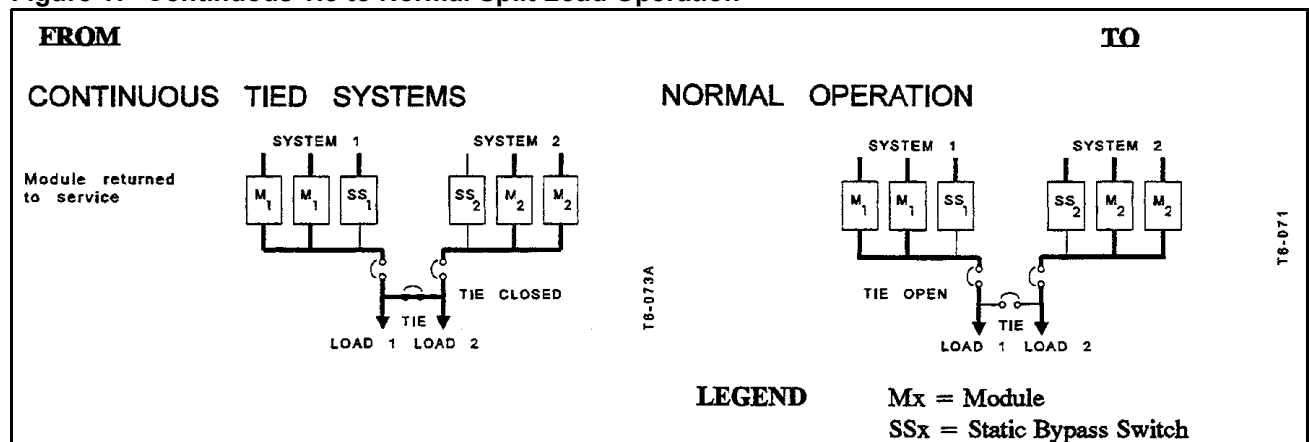 FROM
TO
CONTINUOUS TIED SYSTEMS
NORMAL OPERATION
SYSTEM 1
SYSTEM 2
Module returned
to service
M1
M1
SS1
SS2
M2
M2
TIE CLOSED
TIE
LOAD 1 LOAD 2
T6-073A
SYSTEM 1
SYSTEM 2
M1
M1
SS1
SS2
M2
M2
TIE OPEN
TIE
LOAD 1 LOAD 2
T6-071
LEGEND
Mx = Module
SSx = Static Bypass Switch